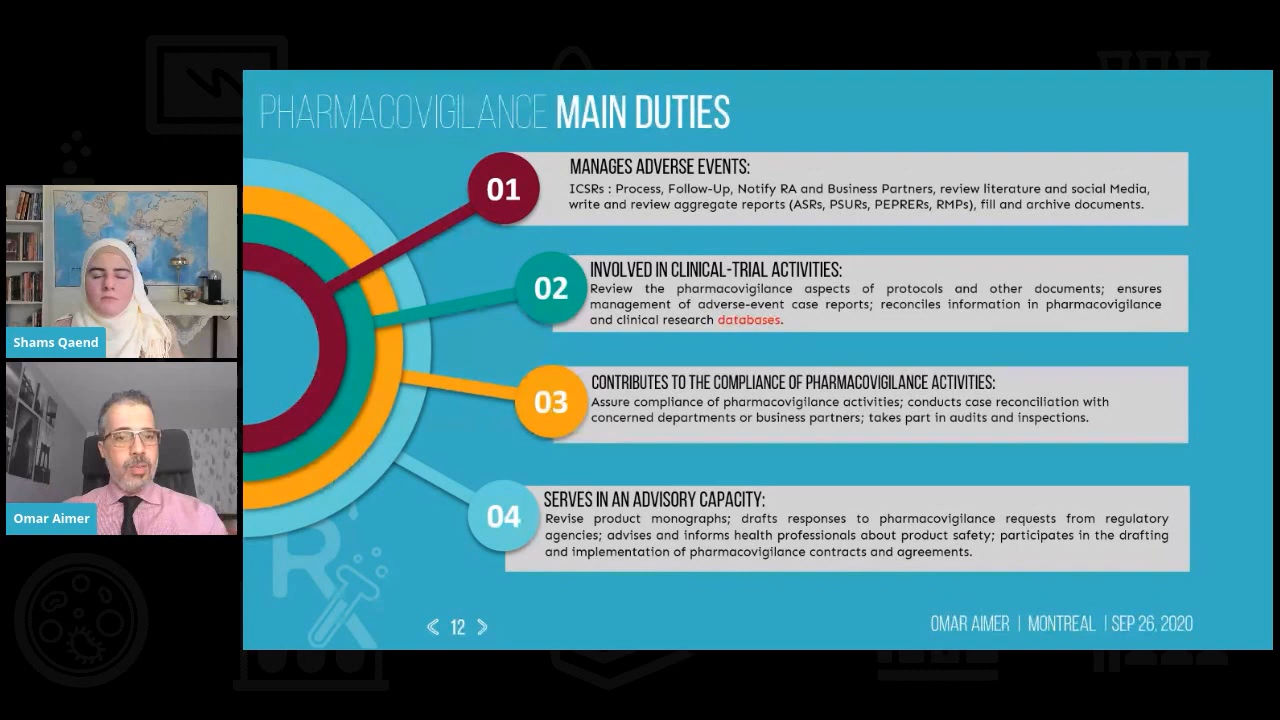 PHARMACOVIGILANCE MAIN DUTIES
01
MANAGES ADVERSE EVENTS:
ICSRs : Process, Follow-Up, Notify RA and Business Partners, review literature and social Media,
write and review aggregate reports (ASRs, PSURs, PEPRERs, RMPs), fill and archive documents.
02
INVOLVED IN CLINICAL-TRIAL ACTIVITIES:
Review the pharmacovigilance aspects of protocols and other documents; ensures
management of adverse-event case reports; reconciles information in pharmacovigilance
and clinical research databases.
03
CONTRIBUTES TO THE COMPLIANCE OF PHARMACOVIGILANCE ACTIVITIES:
Assure compliance of pharmacovigilance activities; conducts case reconciliation with
concerned departments or business partners; takes part in audits and inspections.
04
SERVES IN AN ADVISORY CAPACITY:
Revise product monographs; drafts responses to pharmacovigilance requests from regulatory
agencies; advises and informs health professionals about product safety; participates in the drafting
and implementation of pharmacovigilance contracts and agreements.
Rx
12
OMAR AIMER | MONTREAL | SEP 26, 2020
Shams Qaend
Omar Aimer